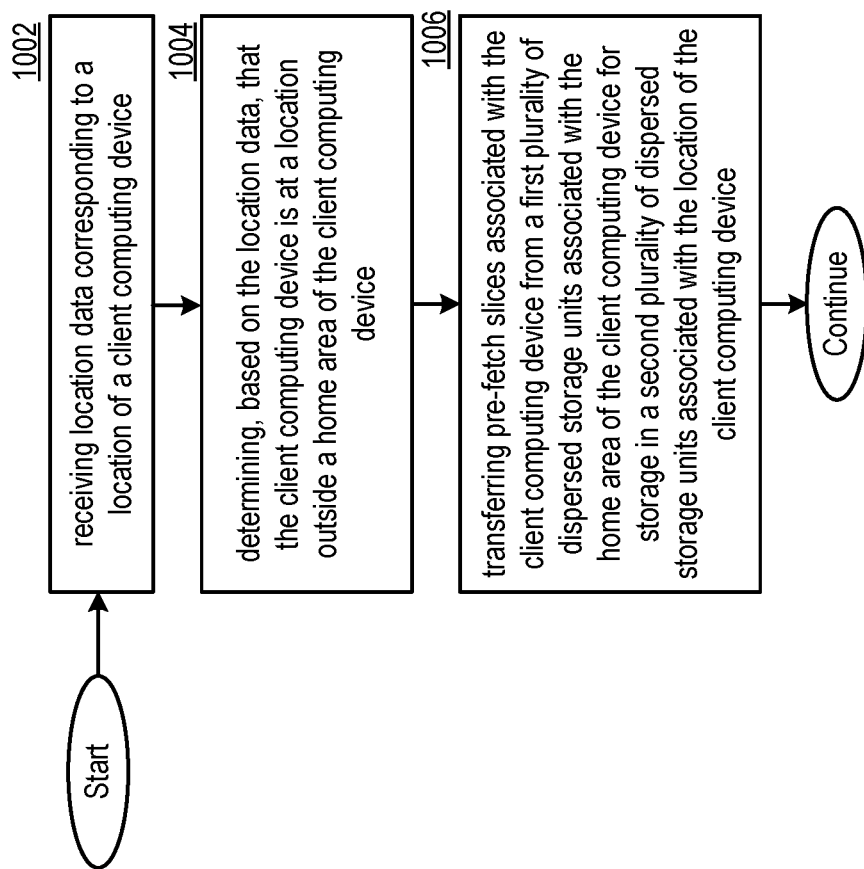 Start
1002
receiving location data corresponding to a
location of a client computing device
1004
determining, based on the location data, that
the client computing device is at a location
outside a home area of the client computing
device
1006
transferring pre-fetch slices associated with the
client computing device from a first plurality of
dispersed storage units associated with the
home area of the client computing device for
storage in a second plurality of dispersed
storage units associated with the location of the
client computing device
Continue